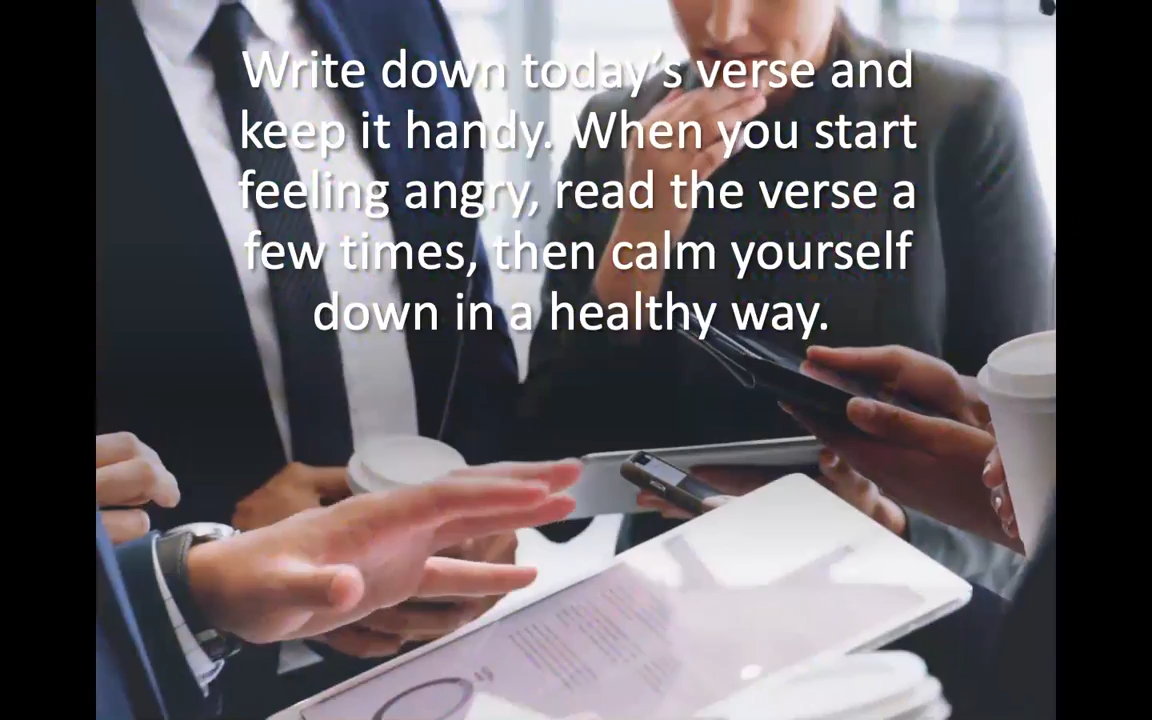 Write down today's verse and
keep it handy. When you start
feeling angry, read the verse a
few times, then calm yourself
down in a healthy way.